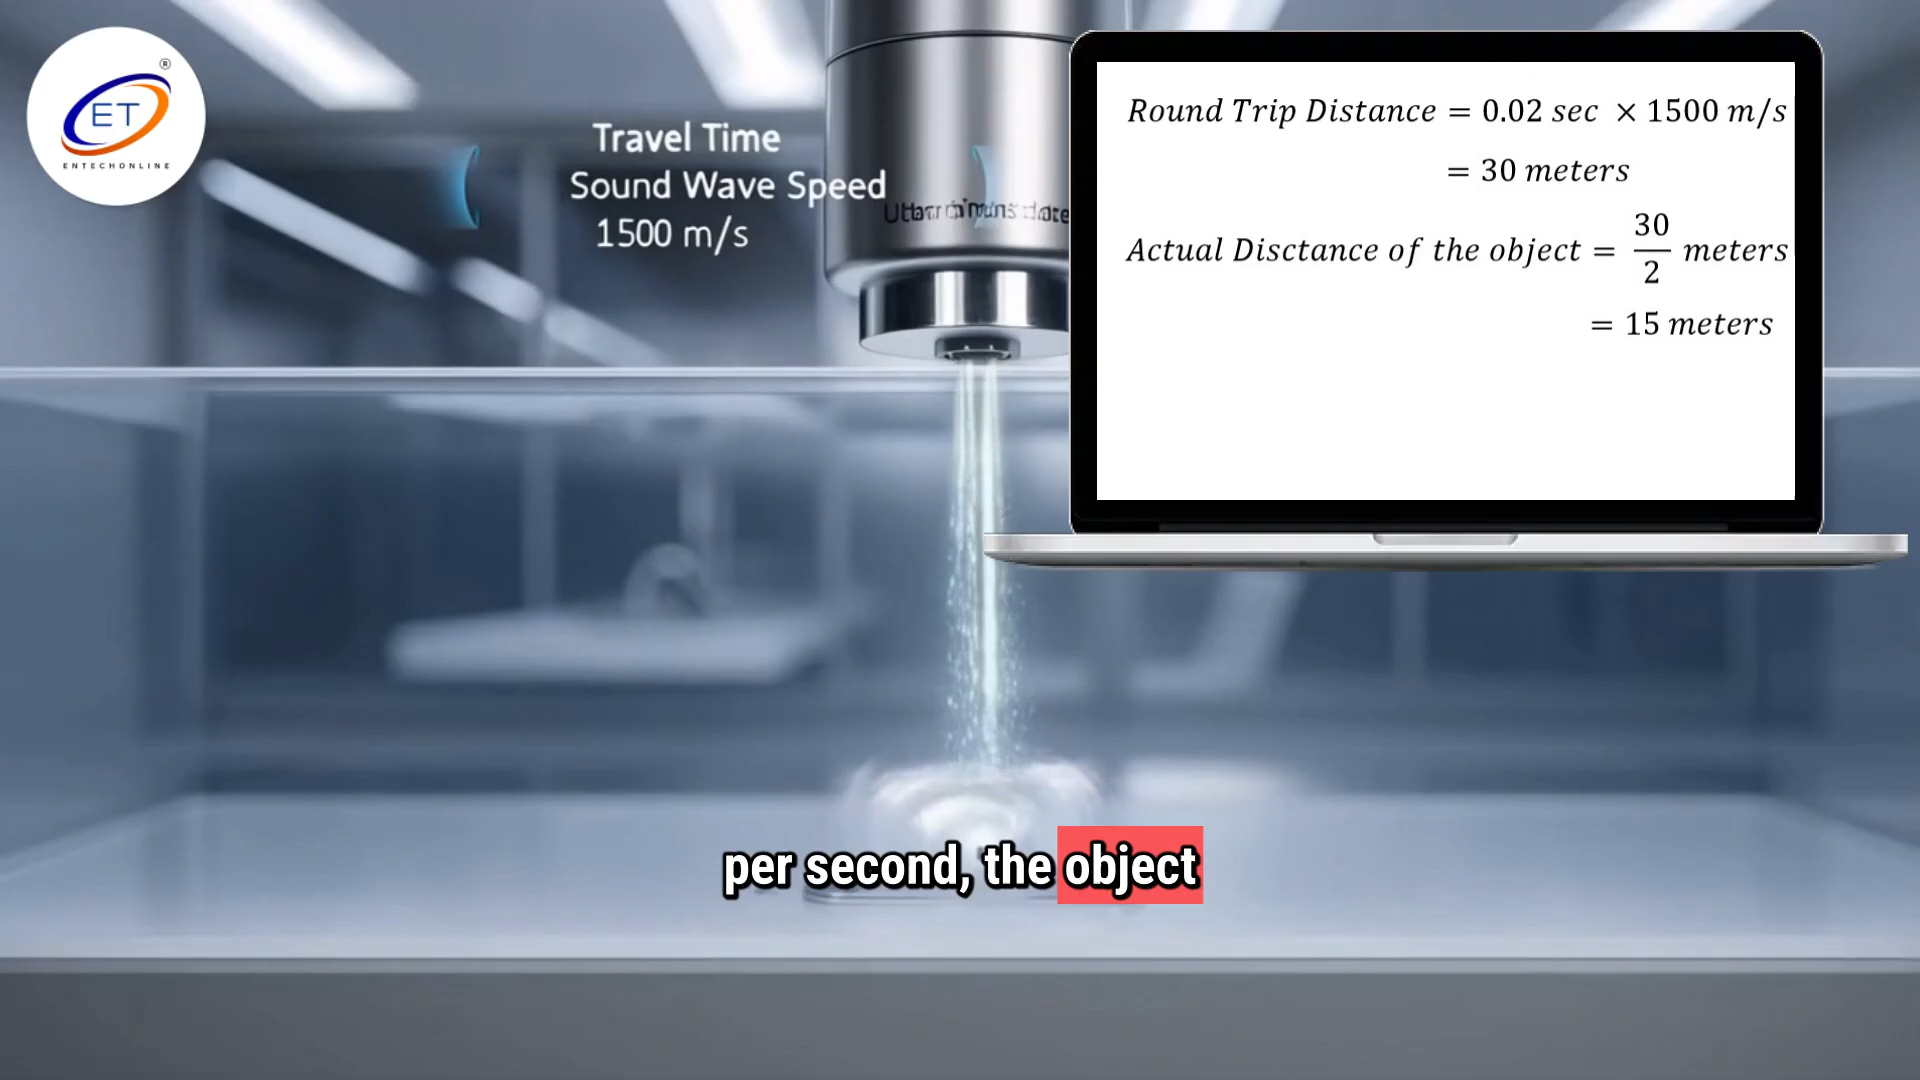 ®
ET
ENTECHONLINE
Travel Time
Sound Wave Speed
1500 m/s
Round Trip Distance = 0.02 sec × 1500 m/s
= 30 meters
Actual Disctance of the object = 30/2 meters
= 15 meters
per second, the object